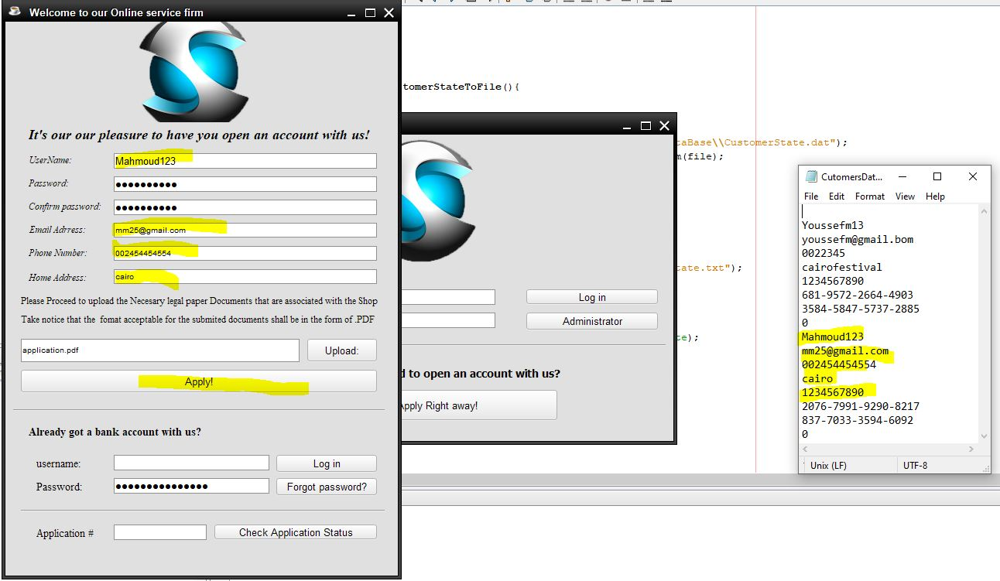 Welcome to our Online service firm
It's our our pleasure to have you open an account with us!
UserName:
Mahmoud123
Password:
●●●●●●●●●●
Confirm password:
●●●●●●●●●●
Email Adrress:
mm25@gmail.com
Phone Number:
002454454554
Home Address:
cairo
Please Proceed to upload the Necesary legal paper Documents that are associated with the Shop
Take notice that the fomat acceptable for the submited documents shall be in the form of .PDF
application.pdf
Upload:
Apply!
Already got a bank account with us?
username:
Log in
Password:
●●●●●●●●●●●●●●●
Forgot password?
Application #
Check Application Status
tomerStateToFile(){
taBase\\CustomerState.dat");
m(file);
tate.txt");
te);
Log in
Administrator
d to open an account with us?
Apply Right away!
CutomersDat...
File Edit Format View Help
Youssefm13
youssefm@gmail.bom
0022345
cairofestival
1234567890
681-9572-2664-4903
3584-5847-5737-2885
0
Mahmoud123
mm25@gmail.com
002454454554
cairo
1234567890
2076-7991-9290-8217
837-7033-3594-6092
0
Unix (LF)
UTF-8